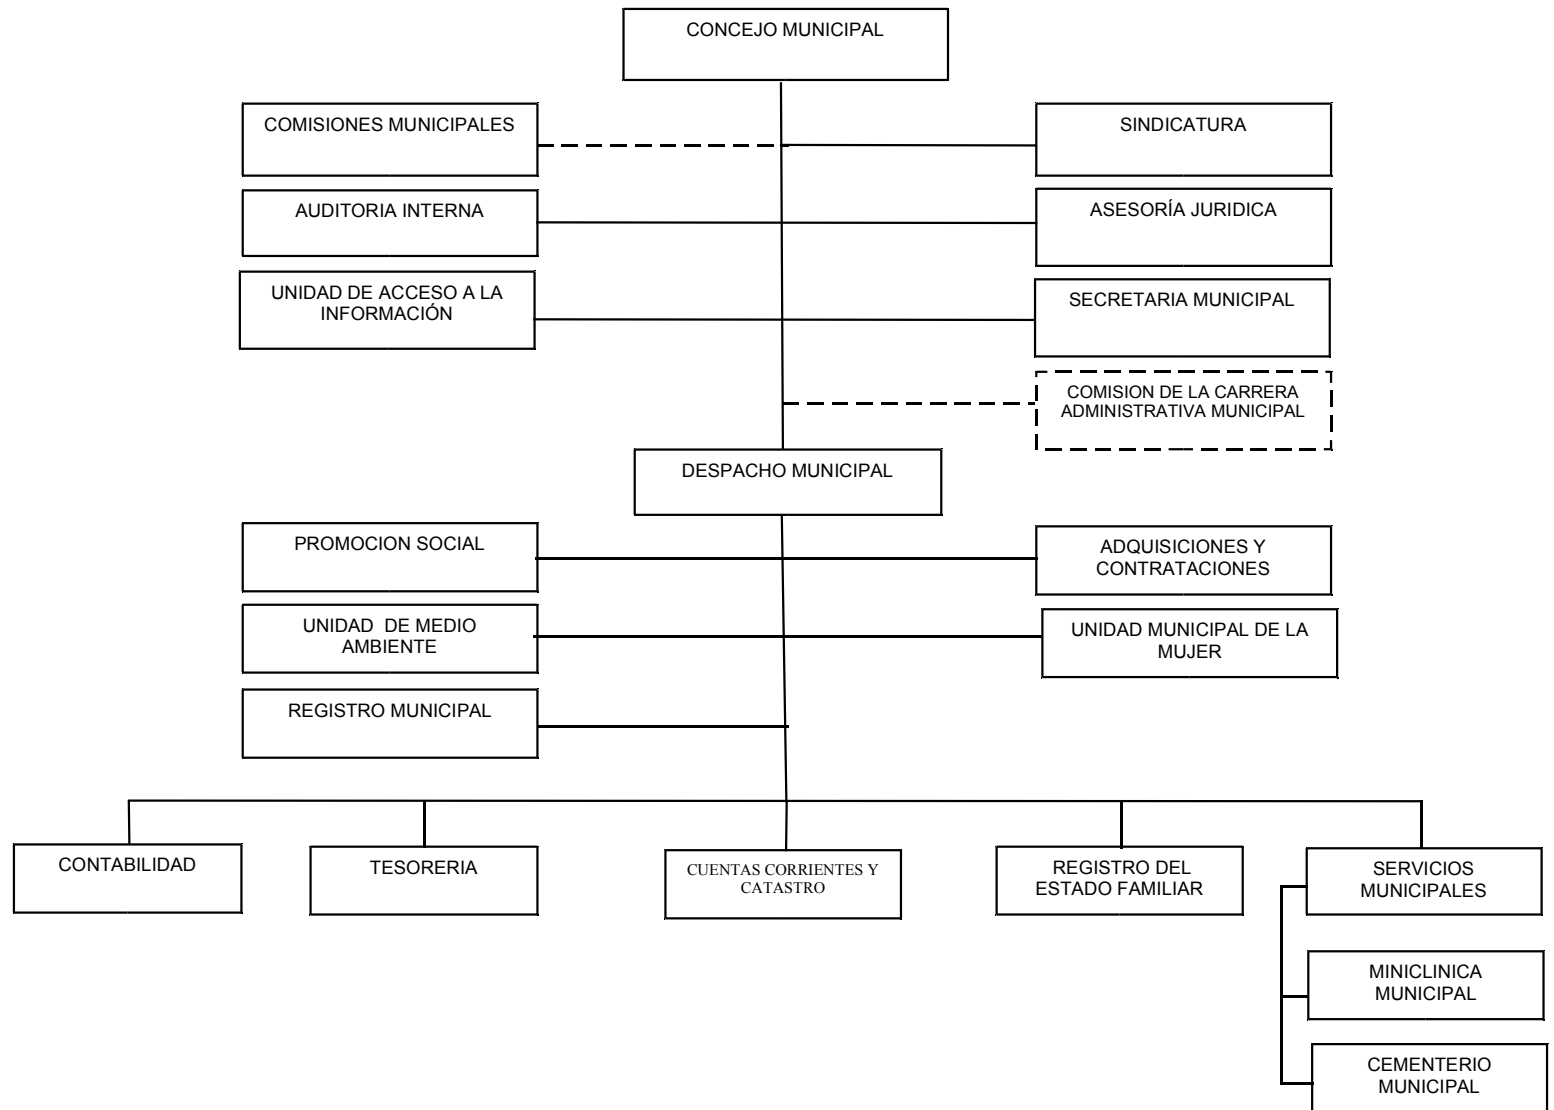 CONCEJO MUNICIPAL
COMISIONES MUNICIPALES
SINDICATURA
AUDITORIA INTERNA
ASESORÍA JURIDICA
UNIDAD DE ACCESO A LA
INFORMACIÓN
SECRETARIA MUNICIPAL
COMISION DE LA CARRERA
ADMINISTRATIVA MUNICIPAL
DESPACHO MUNICIPAL
PROMOCION SOCIAL
ADQUISICIONES Y
CONTRATACIONES
UNIDAD DE MEDIO
AMBIENTE
UNIDAD MUNICIPAL DE LA
MUJER
REGISTRO MUNICIPAL
CONTABILIDAD
TESORERIA
CUENTAS CORRIENTES Y
CATASTRO
REGISTRO DEL
ESTADO FAMILIAR
SERVICIOS
MUNICIPALES
MINICLINICA
MUNICIPAL
CEMENTERIO
MUNICIPAL